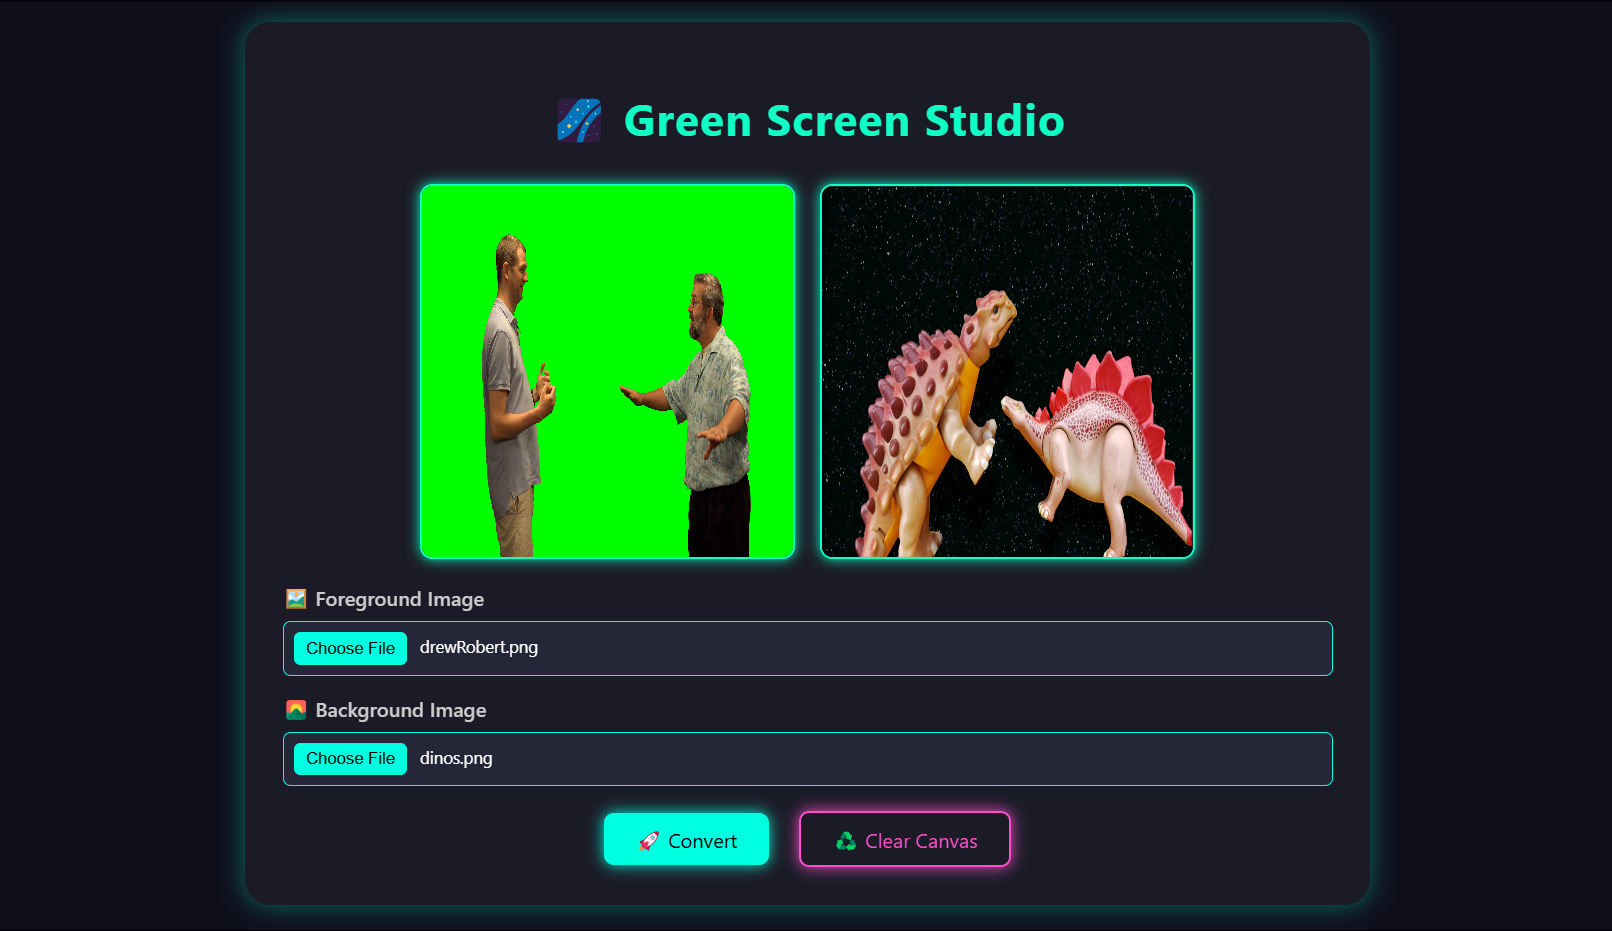 Green Screen Studio
Foreground Image
Choose File drewRobert.png
Background Image
Choose File dinos.png
Convert
Clear Canvas